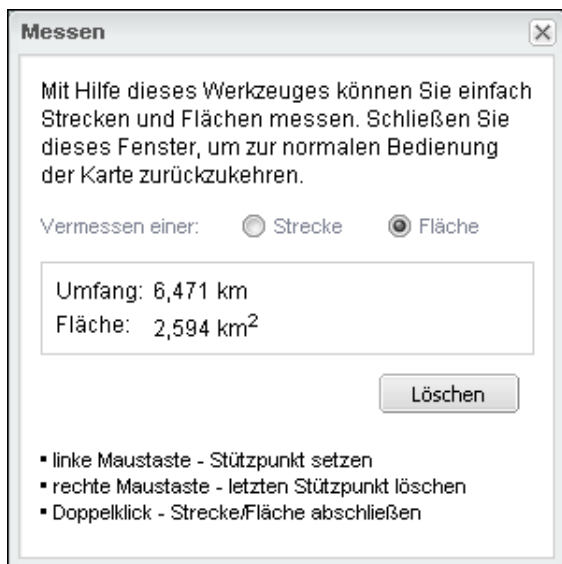 Messen
Mit Hilfe dieses Werkzeuges können Sie einfach
Strecken und Flächen messen. Schließen Sie
dieses Fenster, um zur normalen Bedienung
der Karte zurückzukehren.
Vermessen einer: Strecke Fläche
Umfang: 6,471 km
Fläche: 2,594 km²
Löschen
▪ linke Maustaste - Stützpunkt setzen
▪ rechte Maustaste - letzten Stützpunkt löschen
▪ Doppelklick - Strecke/Fläche abschließen